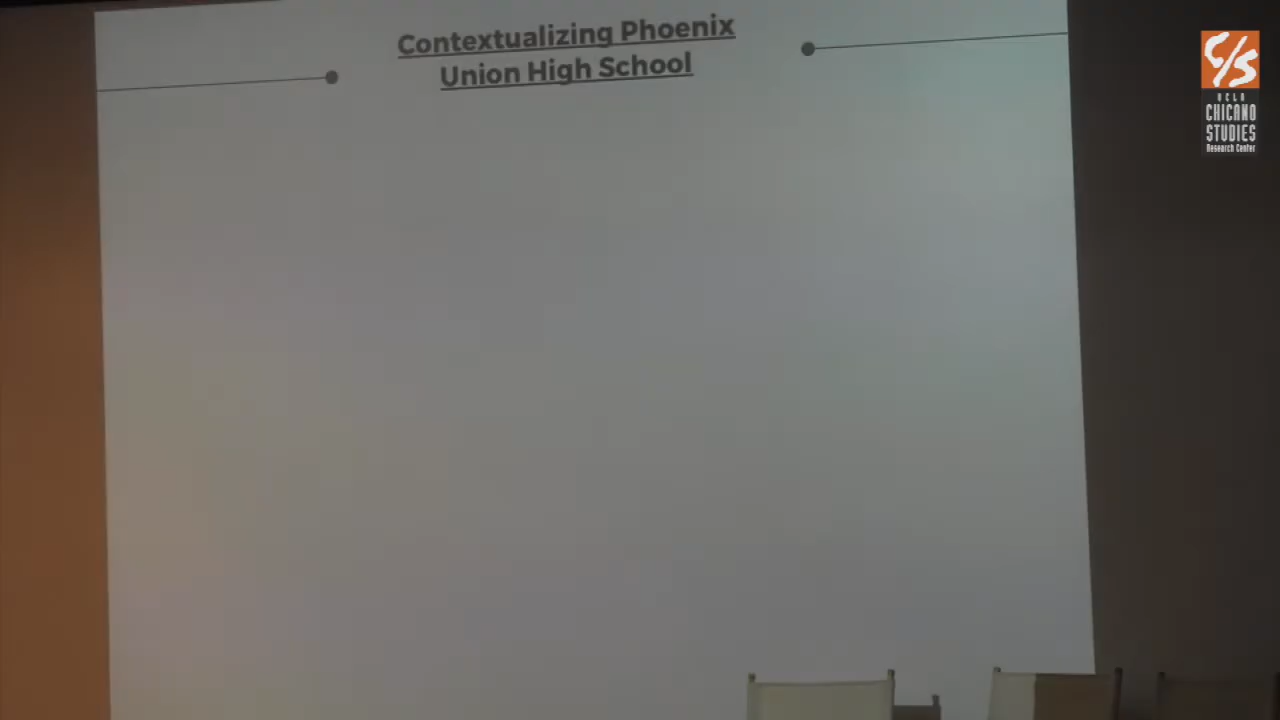 Contextualizing Phoenix
Union High School
C/S
UCLA
CHICANO
STUDIES
Research Center